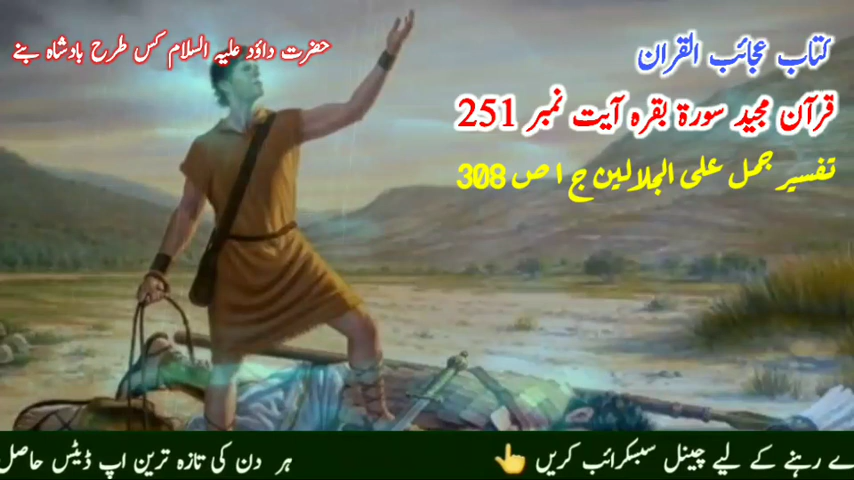 حضرت داؤد علیہ السلام کس طرح بادشاہ بنے
کتاب عجائب القران
قرآن مجید سورۃ بقرہ آیت نمبر 251
تفسیر جمل علی الجلالین ج ا ص 308
ے رہنے کے لیے چینل سبسکرائب کریں 👆 ہر دن کی تازہ ترین اپ ڈیٹس حاصل